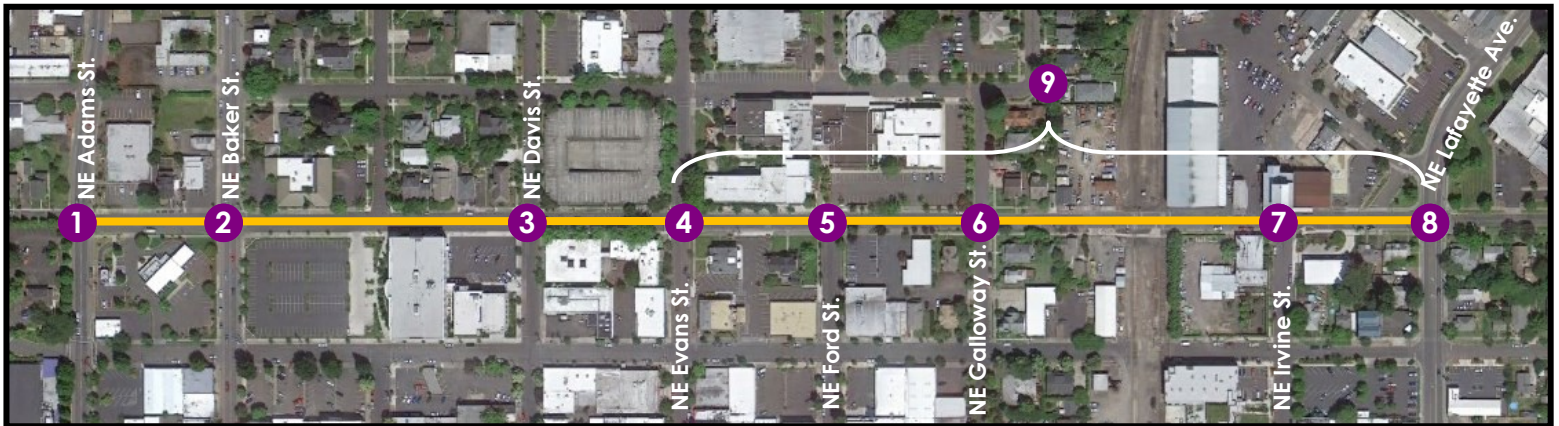 NE Adams St.
NE Baker St.
NE Davis St.
9
NE Lafayette Ave.
1
2
3
4
5
6
7
8
NE Evans St.
NE Ford St.
NE Galloway St.
NE Irvine St.